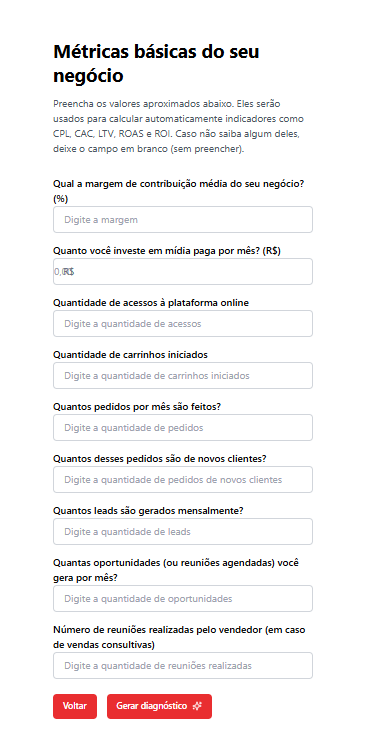 Métricas básicas do seu
negócio
Preencha os valores aproximados abaixo. Eles serão
usados para calcular automaticamente indicadores como
CPL, CAC, LTV, ROAS e ROI. Caso não saiba algum deles,
deixe o campo em branco (sem preencher).
Qual a margem de contribuição média do seu negócio?
(%)
Digite a margem
Quanto você investe em mídia paga por mês? (R$)
R$
Quantidade de acessos à plataforma online
Digite a quantidade de acessos
Quantidade de carrinhos iniciados
Digite a quantidade de carrinhos iniciados
Quantos pedidos por mês são feitos?
Digite a quantidade de pedidos
Quantos desses pedidos são de novos clientes?
Digite a quantidade de pedidos de novos clientes
Quantos leads são gerados mensalmente?
Digite a quantidade de leads
Quantas oportunidades (ou reuniões agendadas) você
gera por mês?
Digite a quantidade de oportunidades
Número de reuniões realizadas pelo vendedor (em caso
de vendas consultivas)
Digite a quantidade de reuniões realizadas
Voltar Gerar diagnóstico